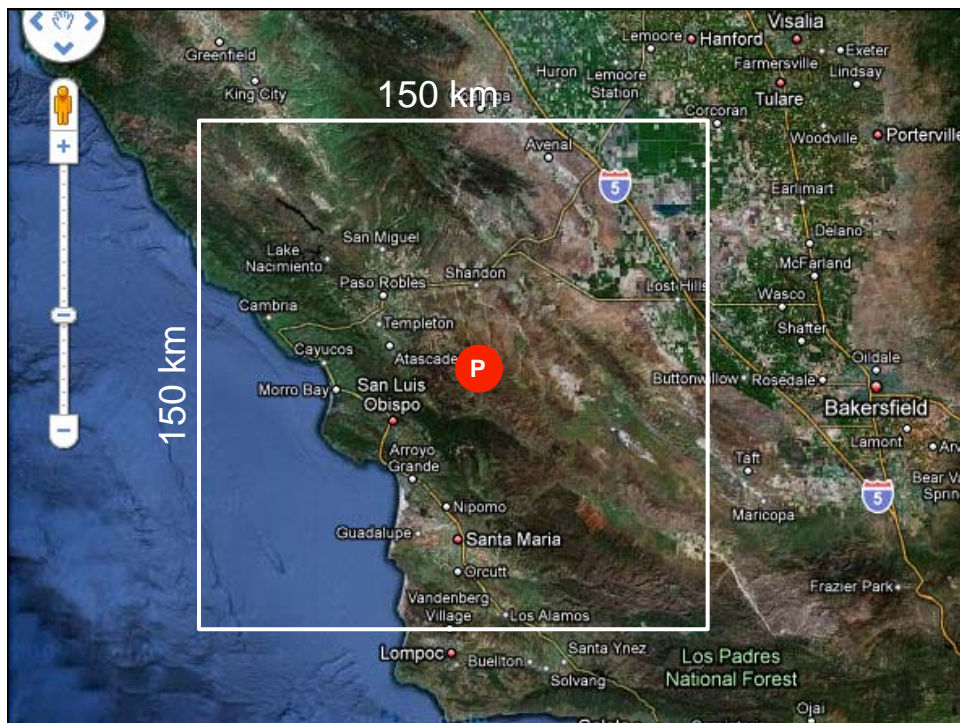 Visalia
Lemoore
Hanford
Exeter
Greenfield
Farmersville
Huron
Lemoore
Station
Lindsay
King City
150 km
Tulare
Corcoran
Woodville
Porterville
Avenal
5
Earlimart
San Miguel
Delano
Lake
Nacimiento
Shandon
McFarland
Paso Robles
Lost Hills
Wasco
Cambria
Templeton
Shafter
Cayucos
Atascade
P
Oildale
150 km
Morro Bay
San Luis
Obispo
Buttonwillow
Rosedale
Bakersfield
Lamont
Arv
Arroyo
Grande
Taft
Bear Va
Spring
5
Nipomo
Maricopa
Guadalupe
Santa Maria
Orcutt
Frazier Park
Vandenberg
Village
Los Alamos
Lompoc
Buellton
Santa Ynez
Solvang
Los Padres
National Forest
Ojai